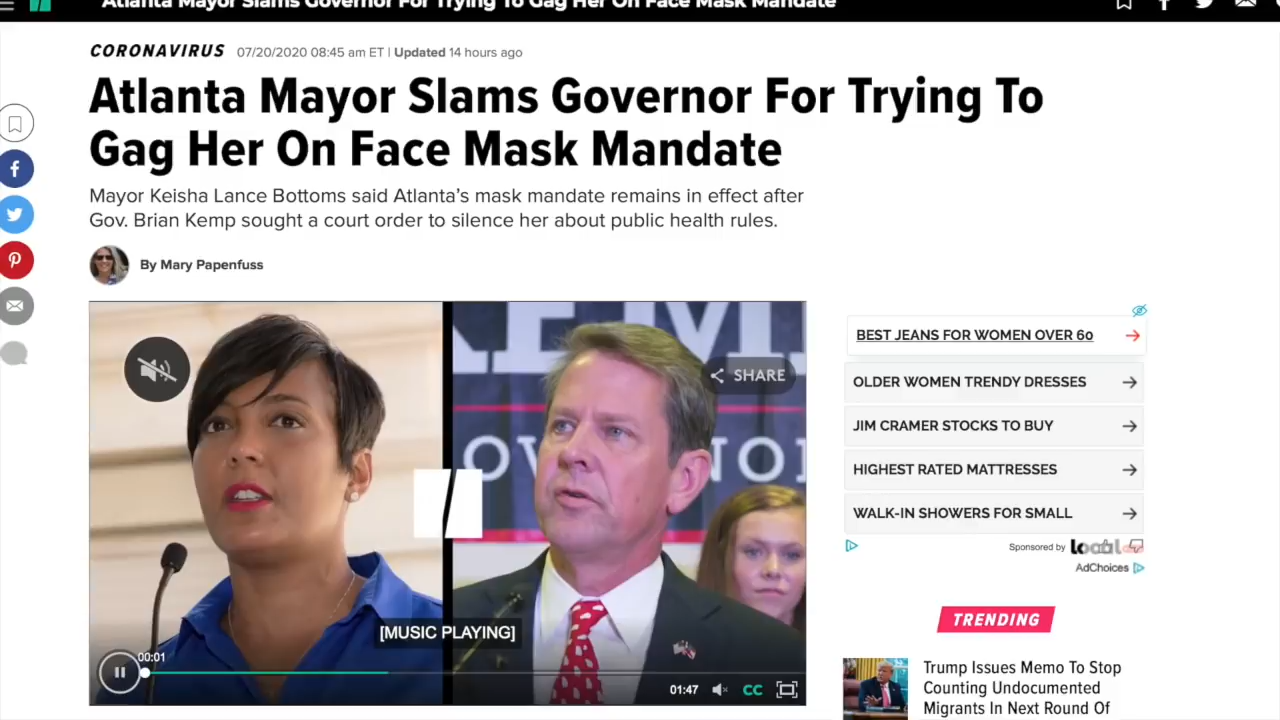 Atlanta Mayor Slams Governor For Trying To Gag Her On Face Mask Mandate
CORONAVIRUS 07/20/2020 08:45 am ET | Updated 14 hours ago
Atlanta Mayor Slams Governor For Trying To
Gag Her On Face Mask Mandate
Mayor Keisha Lance Bottoms said Atlanta's mask mandate remains in effect after
Gov. Brian Kemp sought a court order to silence her about public health rules.
By Mary Papenfuss
KEM
OV NO
SHARE
[MUSIC PLAYING]
00:01
01:47 CC
BEST JEANS FOR WOMEN OVER 60
OLDER WOMEN TRENDY DRESSES
JIM CRAMER STOCKS TO BUY
HIGHEST RATED MATTRESSES
WALK-IN SHOWERS FOR SMALL
Sponsored by
AdChoices
TRENDING
Trump Issues Memo To Stop
Counting Undocumented
Migrants In Next Round Of